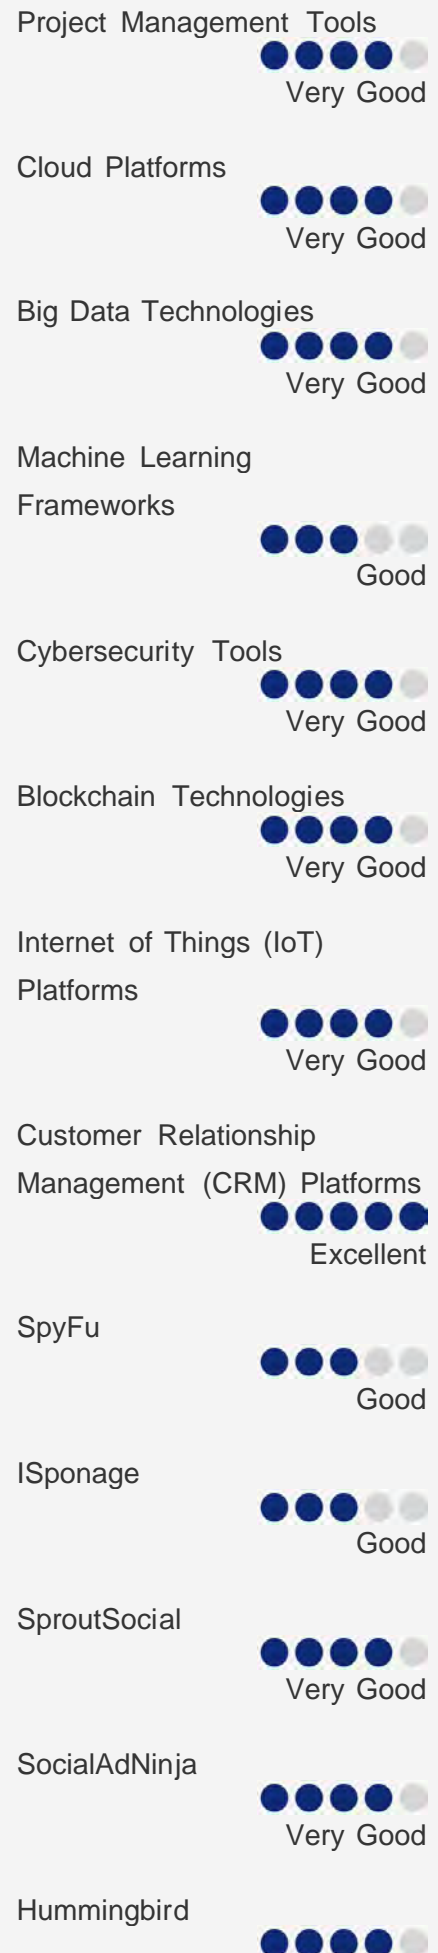 Project Management Tools
Very Good
Cloud Platforms
Very Good
Big Data Technologies
Very Good
Machine Learning
Frameworks
Good
Cybersecurity Tools
Very Good
Blockchain Technologies
Very Good
Internet of Things (IoT)
Platforms
Very Good
Customer Relationship
Management (CRM) Platforms
Excellent
SpyFu
Good
ISponage
Good
SproutSocial
Very Good
SocialAdNinja
Very Good
Hummingbird